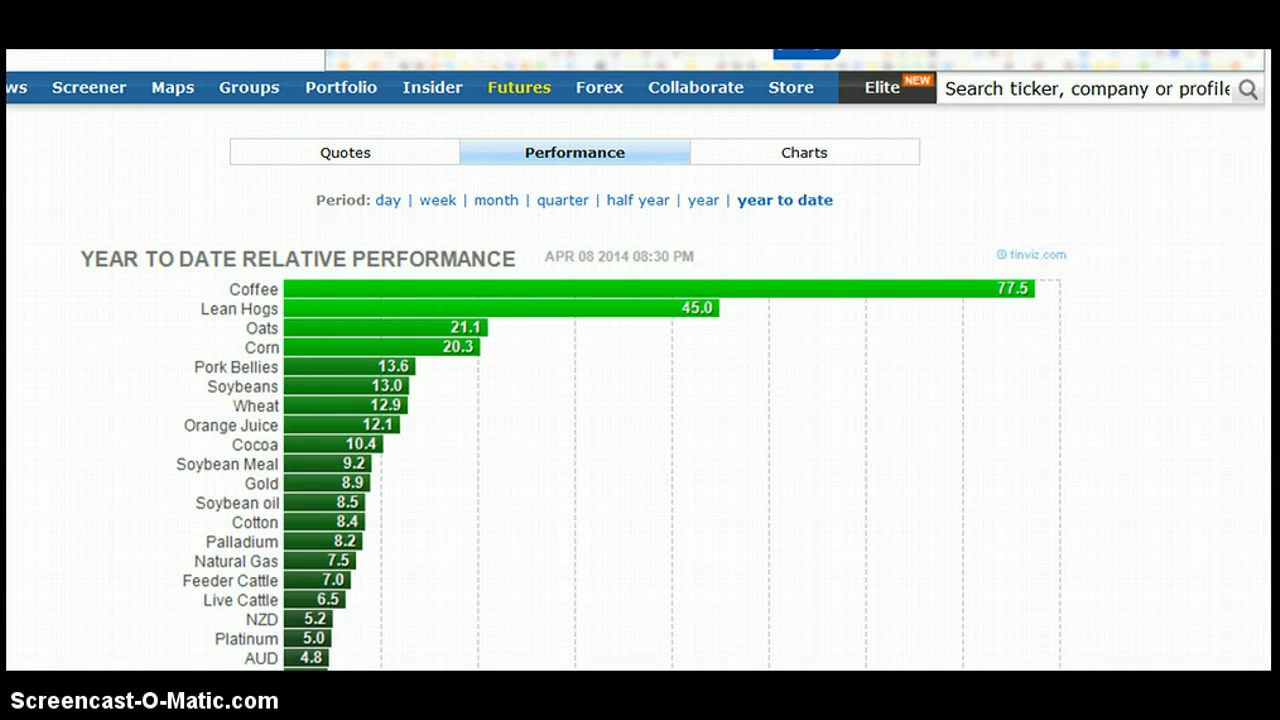 ws Screener Maps Groups Portfolio Insider Futures Forex Collaborate Store Elite NEW Search ticker, company or profile
Quotes Performance Charts
Period: day | week | month | quarter | half year | year | year to date
YEAR TO DATE RELATIVE PERFORMANCE APR 08 2014 08:30 PM © finviz.com
Coffee 77.5
Lean Hogs 45.0
Oats 21.1
Corn 20.3
Pork Bellies 13.6
Soybeans 13.0
Wheat 12.9
Orange Juice 12.1
Cocoa 10.4
Soybean Meal 9.2
Gold 8.9
Soybean oil 8.5
Cotton 8.4
Palladium 8.2
Natural Gas 7.5
Feeder Cattle 7.0
Live Cattle 6.5
NZD 5.2
Platinum 5.0
AUD 4.8
Screencast-O-Matic.com